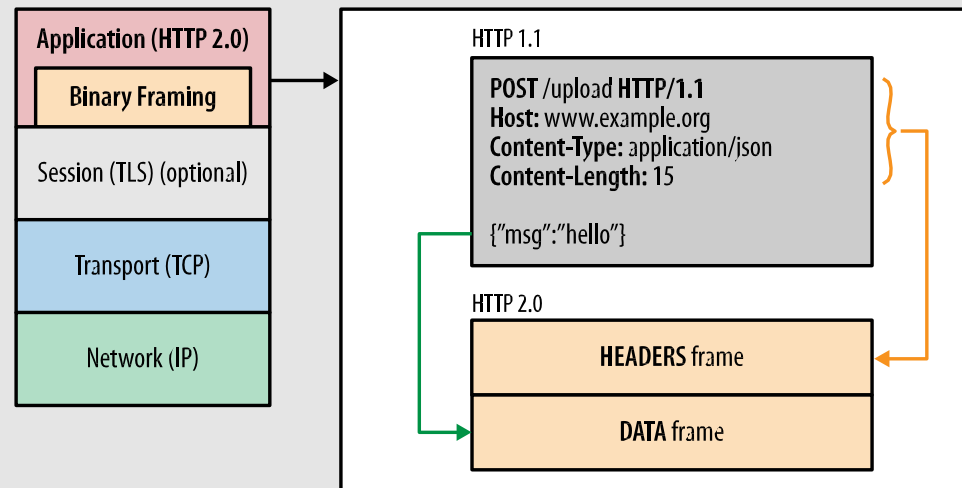 Application (HTTP 2.0)
Binary Framing
Session (TLS) (optional)
Transport (TCP)
Network (IP)
HTTP 1.1
POST /upload HTTP/1.1
Host: www.example.org
Content-Type: application/json
Content-Length: 15
{"msg":"hello"}
HTTP 2.0
HEADERS frame
DATA frame